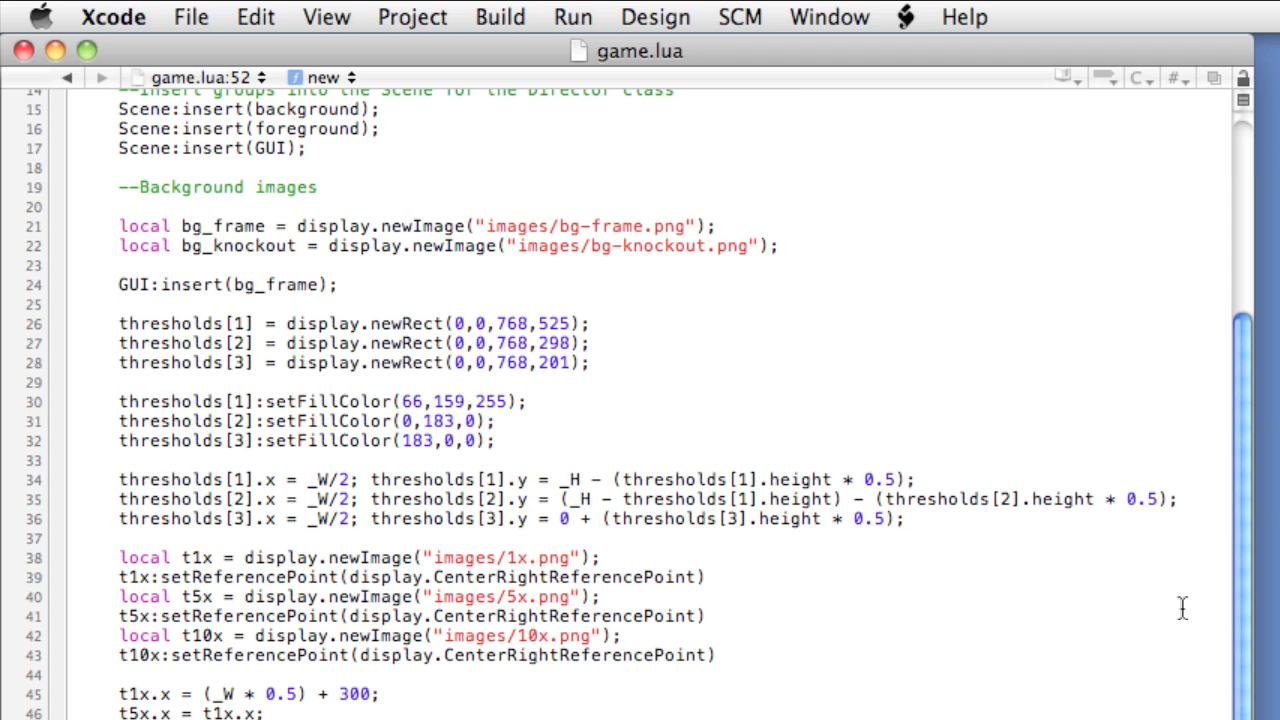 Xcode File Edit View Project Build Run Design SCM Window Help
game.lua
game.lua:52 new C #
14 --Insert groups into the Scene for the Director Class
15 Scene:insert(background);
16 Scene:insert(foreground);
17 Scene:insert(GUI);
18
19 --Background images
20
21 local bg_frame = display.newImage("images/bg-frame.png");
22 local bg_knockout = display.newImage("images/bg-knockout.png");
23
24 GUI:insert(bg_frame);
25
26 thresholds[1] = display.newRect(0,0,768,525);
27 thresholds[2] = display.newRect(0,0,768,298);
28 thresholds[3] = display.newRect(0,0,768,201);
29
30 thresholds[1]:setFillColor(66,159,255);
31 thresholds[2]:setFillColor(0,183,0);
32 thresholds[3]:setFillColor(183,0,0);
33
34 thresholds[1].x = _W/2; thresholds[1].y = _H - (thresholds[1].height * 0.5);
35 thresholds[2].x = _W/2; thresholds[2].y = (_H - thresholds[1].height) - (thresholds[2].height * 0.5);
36 thresholds[3].x = _W/2; thresholds[3].y = 0 + (thresholds[3].height * 0.5);
37
38 local t1x = display.newImage("images/1x.png");
39 t1x:setReferencePoint(display.CenterRightReferencePoint)
40 local t5x = display.newImage("images/5x.png");
41 t5x:setReferencePoint(display.CenterRightReferencePoint)
42 local t10x = display.newImage("images/10x.png");
43 t10x:setReferencePoint(display.CenterRightReferencePoint)
44
45 t1x.x = (_W * 0.5) + 300;
46 t5x.x = t1x.x;